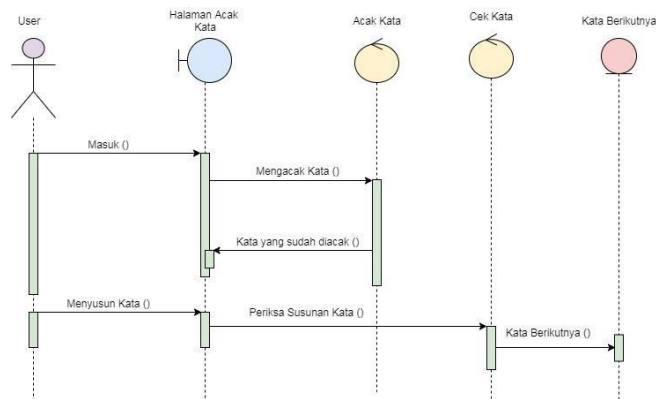 User
Halaman Acak
Kata
Acak Kata
Cek Kata
Kata Berikutnya
Masuk ()
Mengacak Kata ()
Kata yang sudah diacak ()
Menyusun Kata ()
Periksa Susunan Kata ()
Kata Berikutnya ()